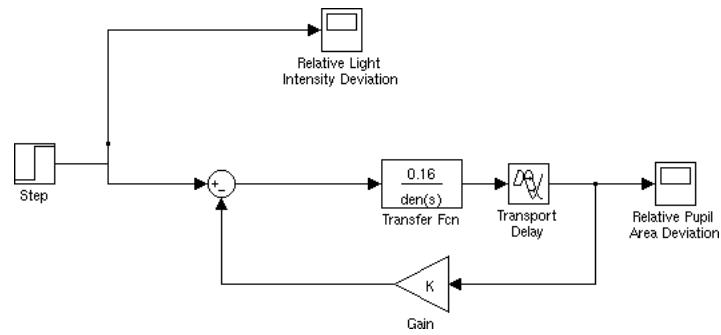 Relative Light
Intensity Deviation
Step
+
−
0.16
den(s)
Transfer Fcn
Transport
Delay
Relative Pupil
Area Deviation
K
Gain